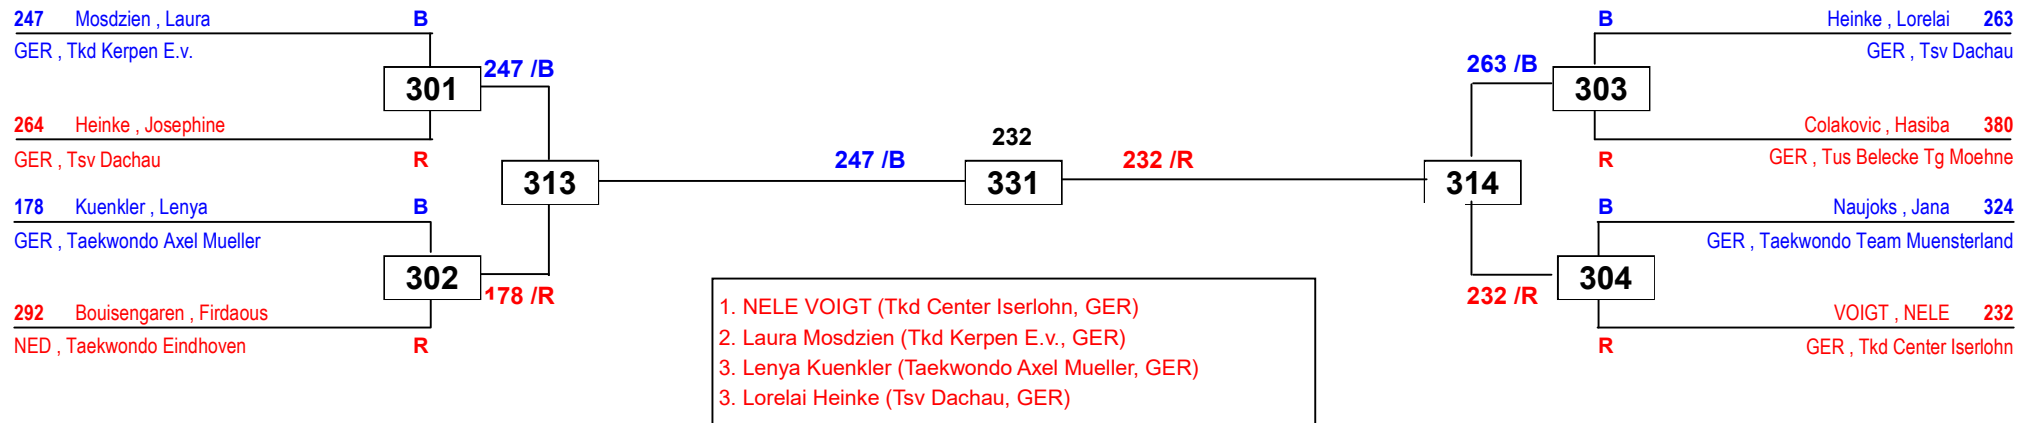 247 Mosdzien , Laura B
GER , Tkd Kerpen E.v.
301
247 /B
264 Heinke , Josephine
GER , Tsv Dachau R
313
178 Kuenkler , Lenya B
GER , Taekwondo Axel Mueller
302
178 /R
292 Bouisengaren , Firdaous
NED , Taekwondo Eindhoven R
247 /B
232
331
232 /R
B Heinke , Lorelai 263
GER , Tsv Dachau
263 /B
303
Colakovic , Hasiba 380
R GER , Tus Belecke Tg Moehne
314
B Naujoks , Jana 324
GER , Taekwondo Team Muensterland
304
232 /R
VOIGT , NELE 232
R GER , Tkd Center Iserlohn
1. NELE VOIGT (Tkd Center Iserlohn, GER)
2. Laura Mosdzien (Tkd Kerpen E.v., GER)
3. Lenya Kuenkler (Taekwondo Axel Mueller, GER)
3. Lorelai Heinke (Tsv Dachau, GER)